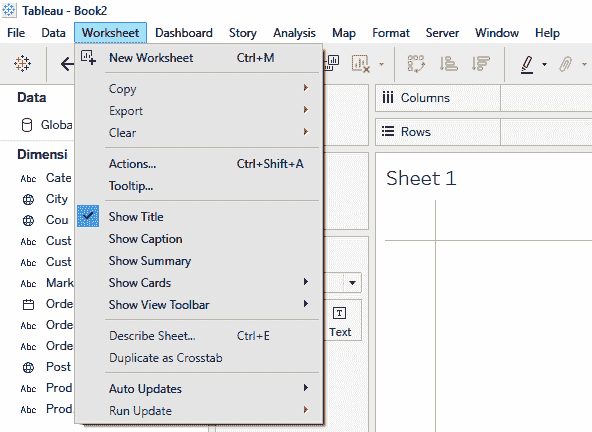 Tableau - Book2
File Data Worksheet Dashboard Story Analysis Map Format Server Window Help
New Worksheet Ctrl+M
Copy
Export
Clear
Actions... Ctrl+Shift+A
Tooltip...
Show Title
Show Caption
Show Summary
Show Cards
Show View Toolbar
Describe Sheet... Ctrl+E
Duplicate as Crosstab
Auto Updates
Run Update
Data
Globa
Dimensi
Abc Cate
City
Cou
Abc Cust
Abc Cust
Abc Mark
Orde
Abc Orde
Abc Orde
Post
Abc Prod
Abc Prod
Columns
Rows
Sheet 1
Text